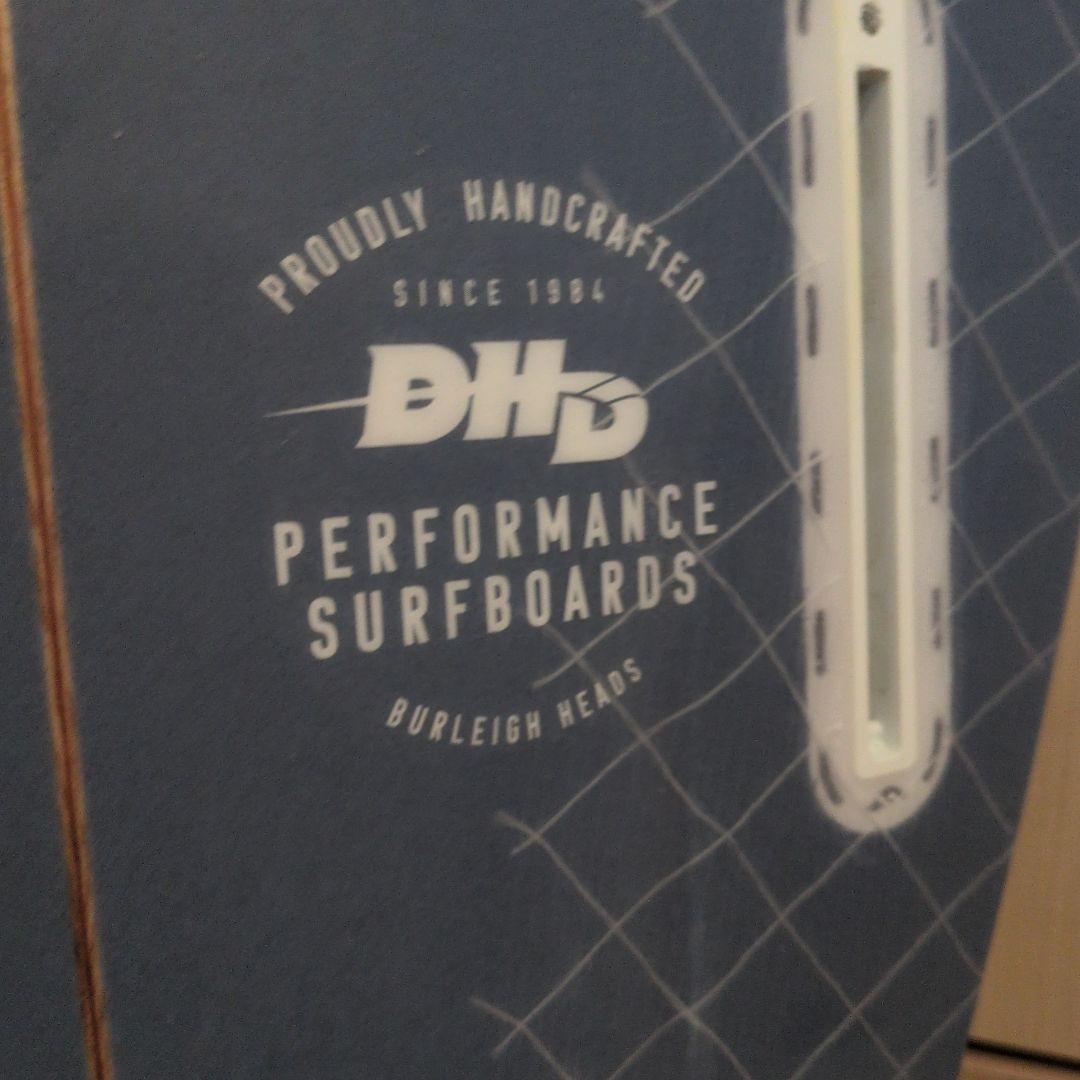 PROUDLY HANDCRAFTED
SINCE 1984
DHD
PERFORMANCE
SURFBOARDS
BURLEIGH HEADS